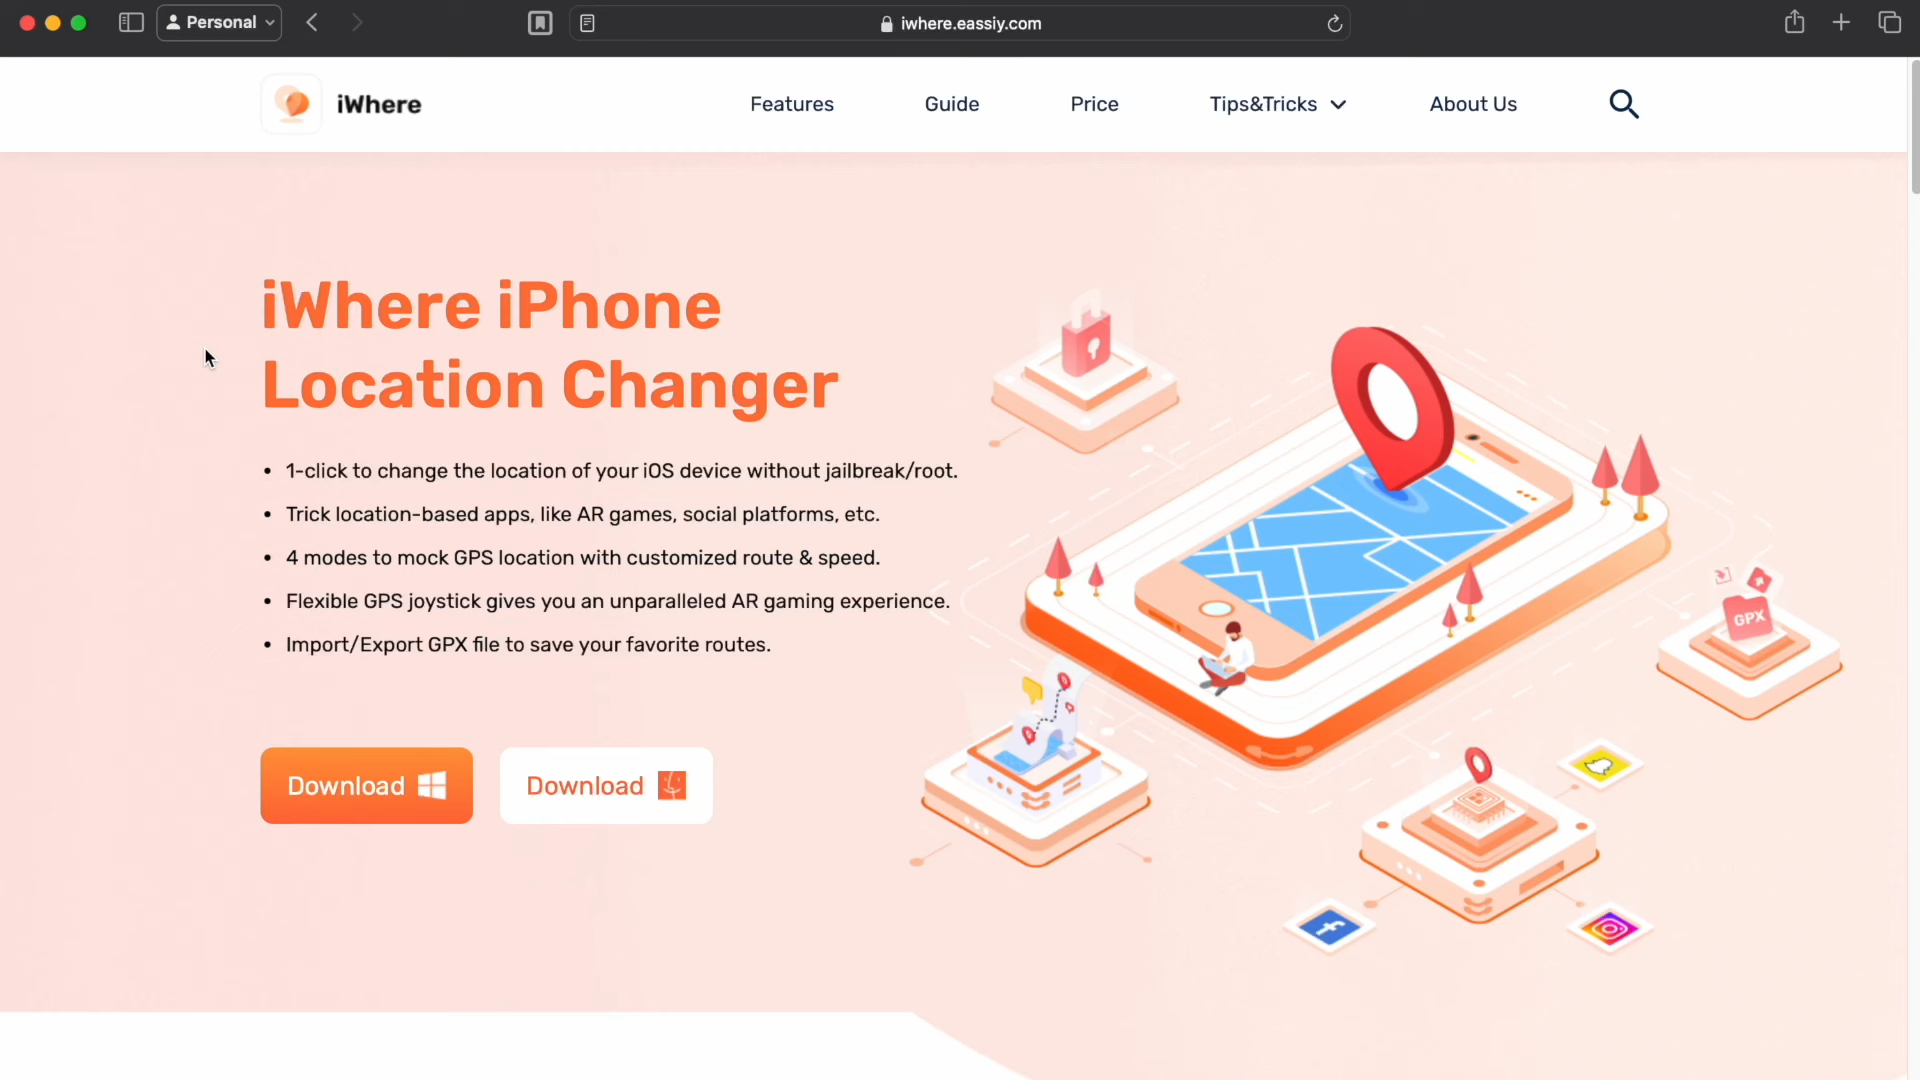 Personal
iwhere.eassiy.com
iWhere
Features
Guide
Price
Tips&Tricks
About Us
iWhere iPhone
Location Changer
• 1-click to change the location of your iOS device without jailbreak/root.
• Trick location-based apps, like AR games, social platforms, etc.
• 4 modes to mock GPS location with customized route & speed.
• Flexible GPS joystick gives you an unparalleled AR gaming experience.
• Import/Export GPX file to save your favorite routes.
Download
Download
GPX